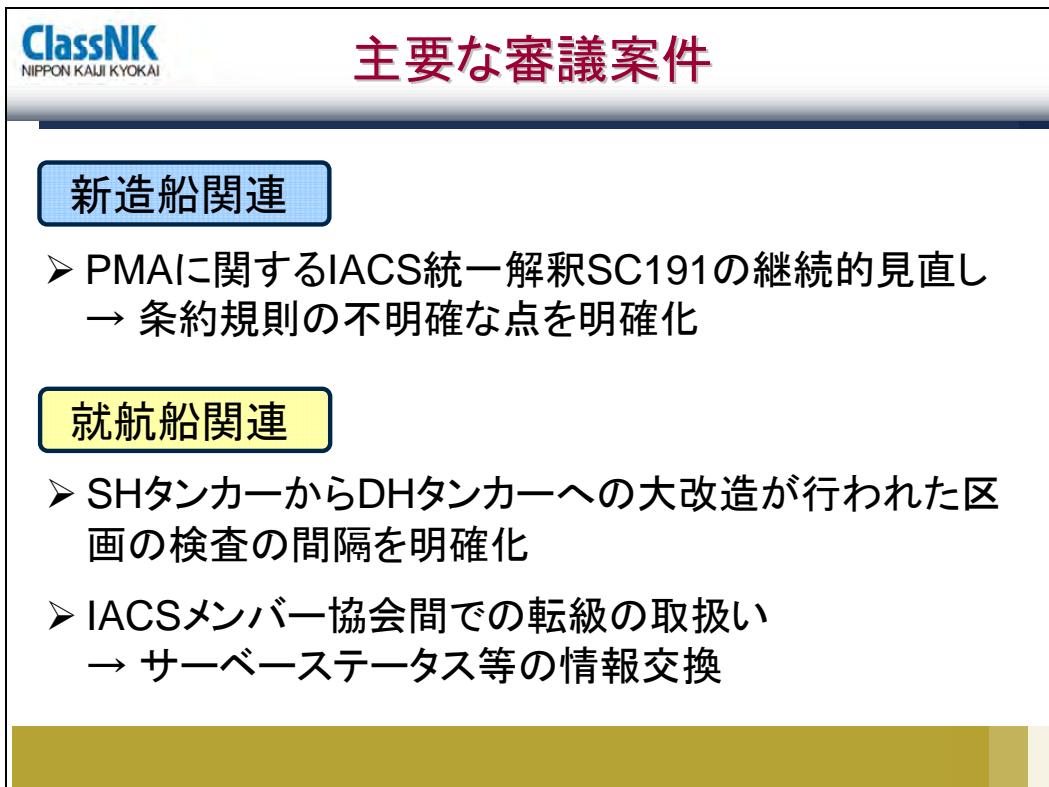 ClassNK
NIPPON KAIJI KYOKAI
主要な審議案件
新造船関連
➢ PMAに関するIACS統一解釈SC191の継続的見直し
→ 条約規則の不明確な点を明確化
就航船関連
➢ SHタンカーからDHタンカーへの大改造が行われた区
画の検査の間隔を明確化
➢ IACSメンバー協会間での転級の取扱い
→ サーベーステータス等の情報交換